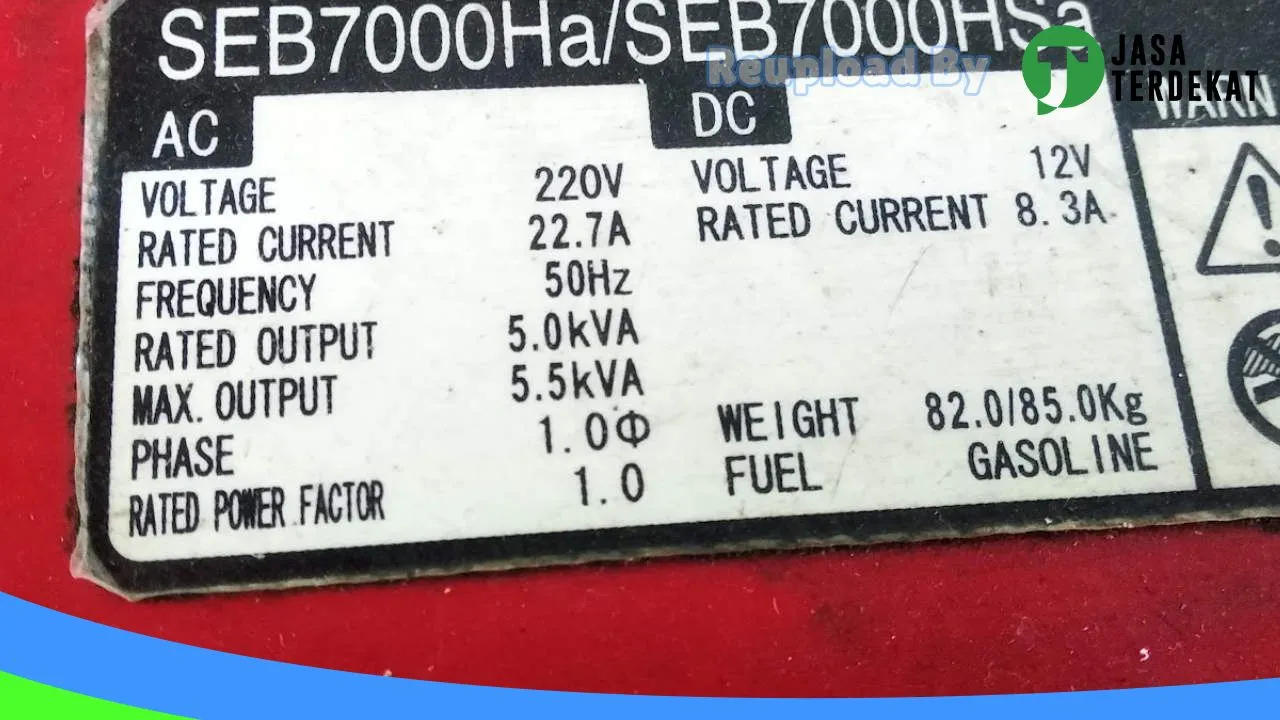 SEB7000Ha/SEB7000HSa
Reupload By
JASA
TERDEKAT
AC
VOLTAGE 220V
RATED CURRENT 22.7A
FREQUENCY 50Hz
RATED OUTPUT 5.0kVA
MAX. OUTPUT 5.5kVA
PHASE 1.0Φ
RATED POWER FACTOR 1.0
DC
VOLTAGE 12V
RATED CURRENT 8.3A
WEIGHT 82.0/85.0Kg
FUEL GASOLINE